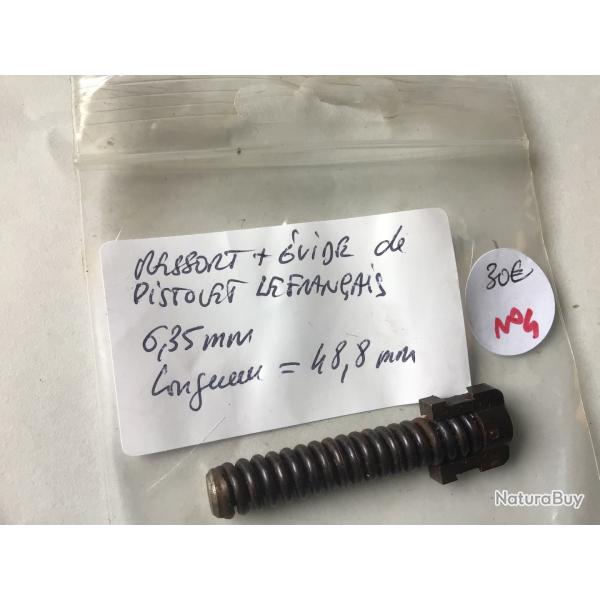 RESSORT + GUIDE de
PISTOLET LEFRANÇAIS
6,35 mm
Longueur = 48,8 mm
30€
N°4
NaturaBuy